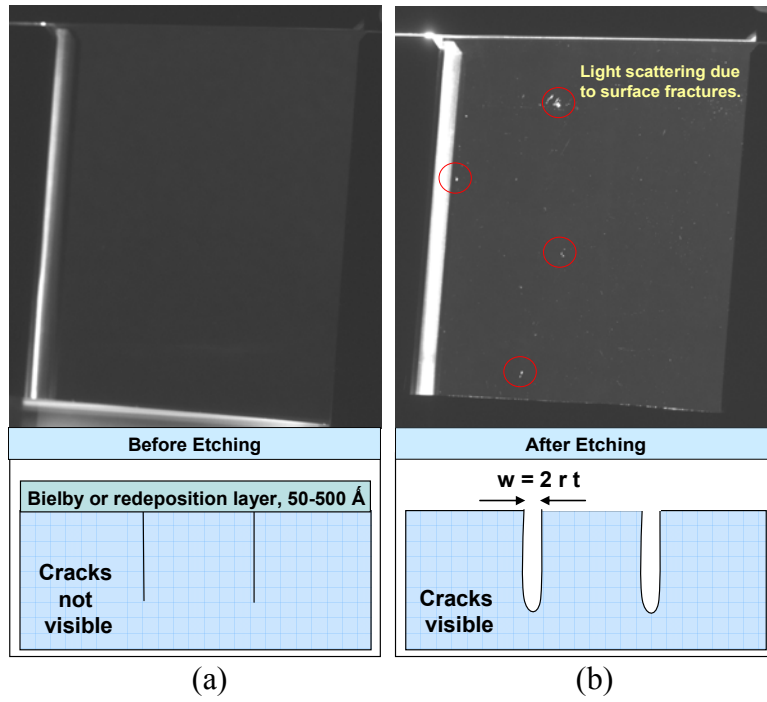 Light scattering due
to surface fractures.
Before Etching
After Etching
Bielby or redeposition layer, 50-500 Ǻ
Cracks
not
visible
w = 2 r t
Cracks
visible
(a)
(b)